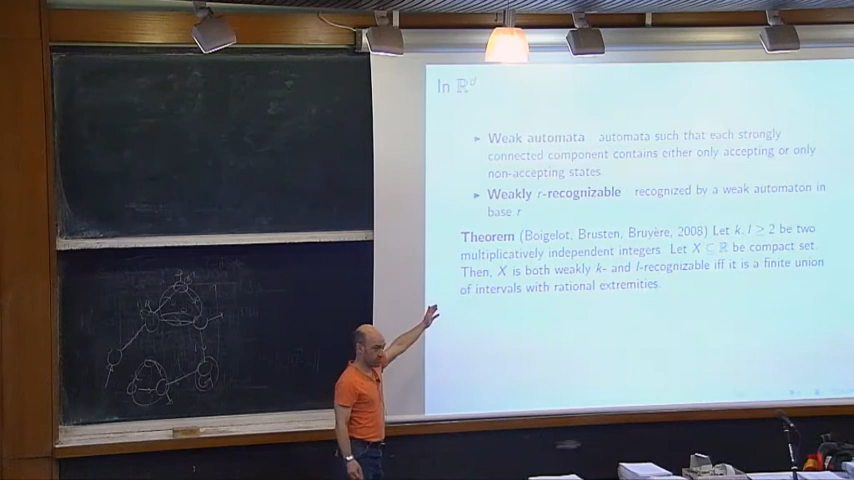 In ℝᵈ
▶ Weak automata : automata such that each strongly
connected component contains either only accepting or only
non-accepting states.
▶ Weakly r-recognizable : recognized by a weak automaton in
base r
Theorem (Boigelot, Brusten, Bruyère, 2008) Let k, l ≥ 2 be two
multiplicatively independent integers. Let X ⊆ ℝ be compact set.
Then, X is both weakly k- and l-recognizable iff it is a finite union
of intervals with rational extremities.